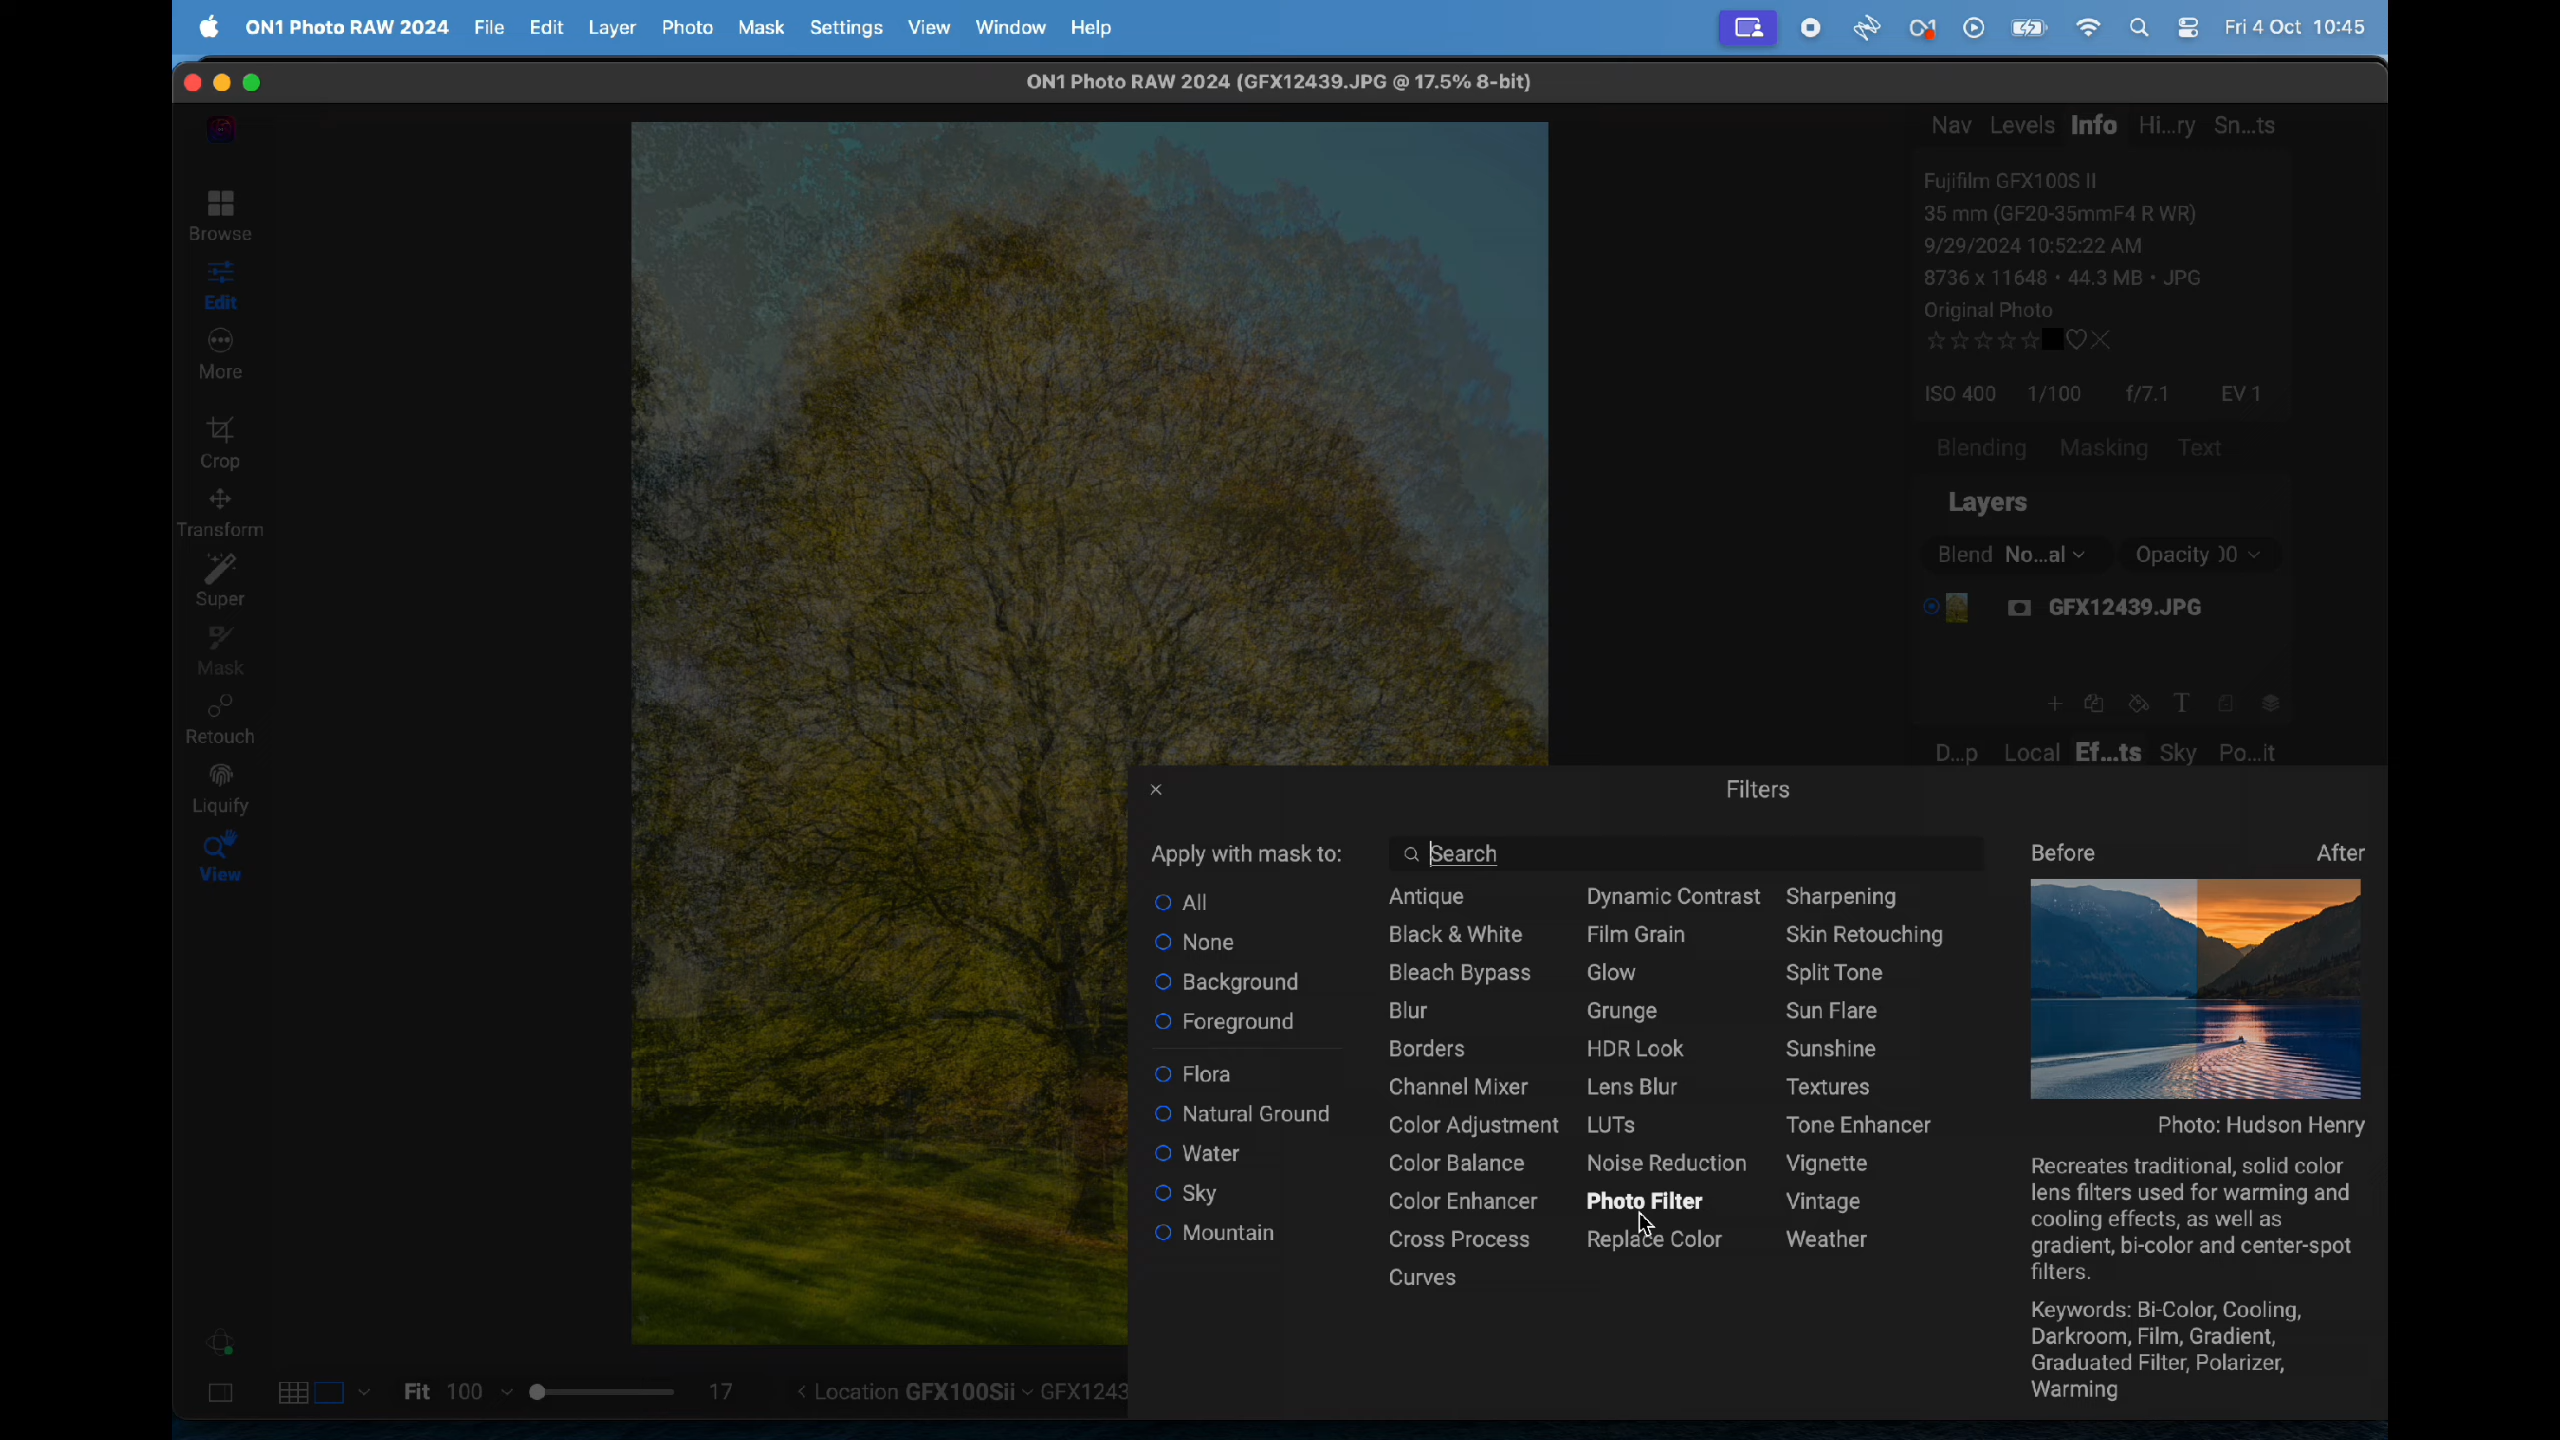 ON1 Photo RAW 2024 File Edit Layer Photo Mask Settings View Window Help Fri 4 Oct 10:45
ON1 Photo RAW 2024 (GFX12439.JPG @ 17.5% 8-bit)
Browse
Edit
More
Crop
Transform
Super
Mask
Retouch
Liquify
View
Nav Levels Info Hi...ry Sn...ts
Fujifilm GFX100S II
35 mm (GF20-35mmF4 R WR)
9/29/2024 10:52:22 AM
8736 x 11648 • 44.3 MB • JPG
Original Photo
ISO 400 1/100 f/7.1 EV 1
Blending Masking Text
Layers
Blend No...al Opacity 00
GFX12439.JPG
D...p Local Ef...ts Sky Po...it
Filters
Apply with mask to:
All
None
Background
Foreground
Flora
Natural Ground
Water
Sky
Mountain
Search
Antique
Black & White
Bleach Bypass
Blur
Borders
Channel Mixer
Color Adjustment
Color Balance
Color Enhancer
Cross Process
Curves
Dynamic Contrast
Film Grain
Glow
Grunge
HDR Look
Lens Blur
LUTs
Noise Reduction
Photo Filter
Replace Color
Sharpening
Skin Retouching
Split Tone
Sun Flare
Sunshine
Textures
Tone Enhancer
Vignette
Vintage
Weather
Before After
Photo: Hudson Henry
Recreates traditional, solid color
lens filters used for warming and
cooling effects, as well as
gradient, bi-color and center-spot
filters.
Keywords: Bi-Color, Cooling,
Darkroom, Film, Gradient,
Graduated Filter, Polarizer,
Warming
Fit 100 17 < Location GFX100Sii GFX1243